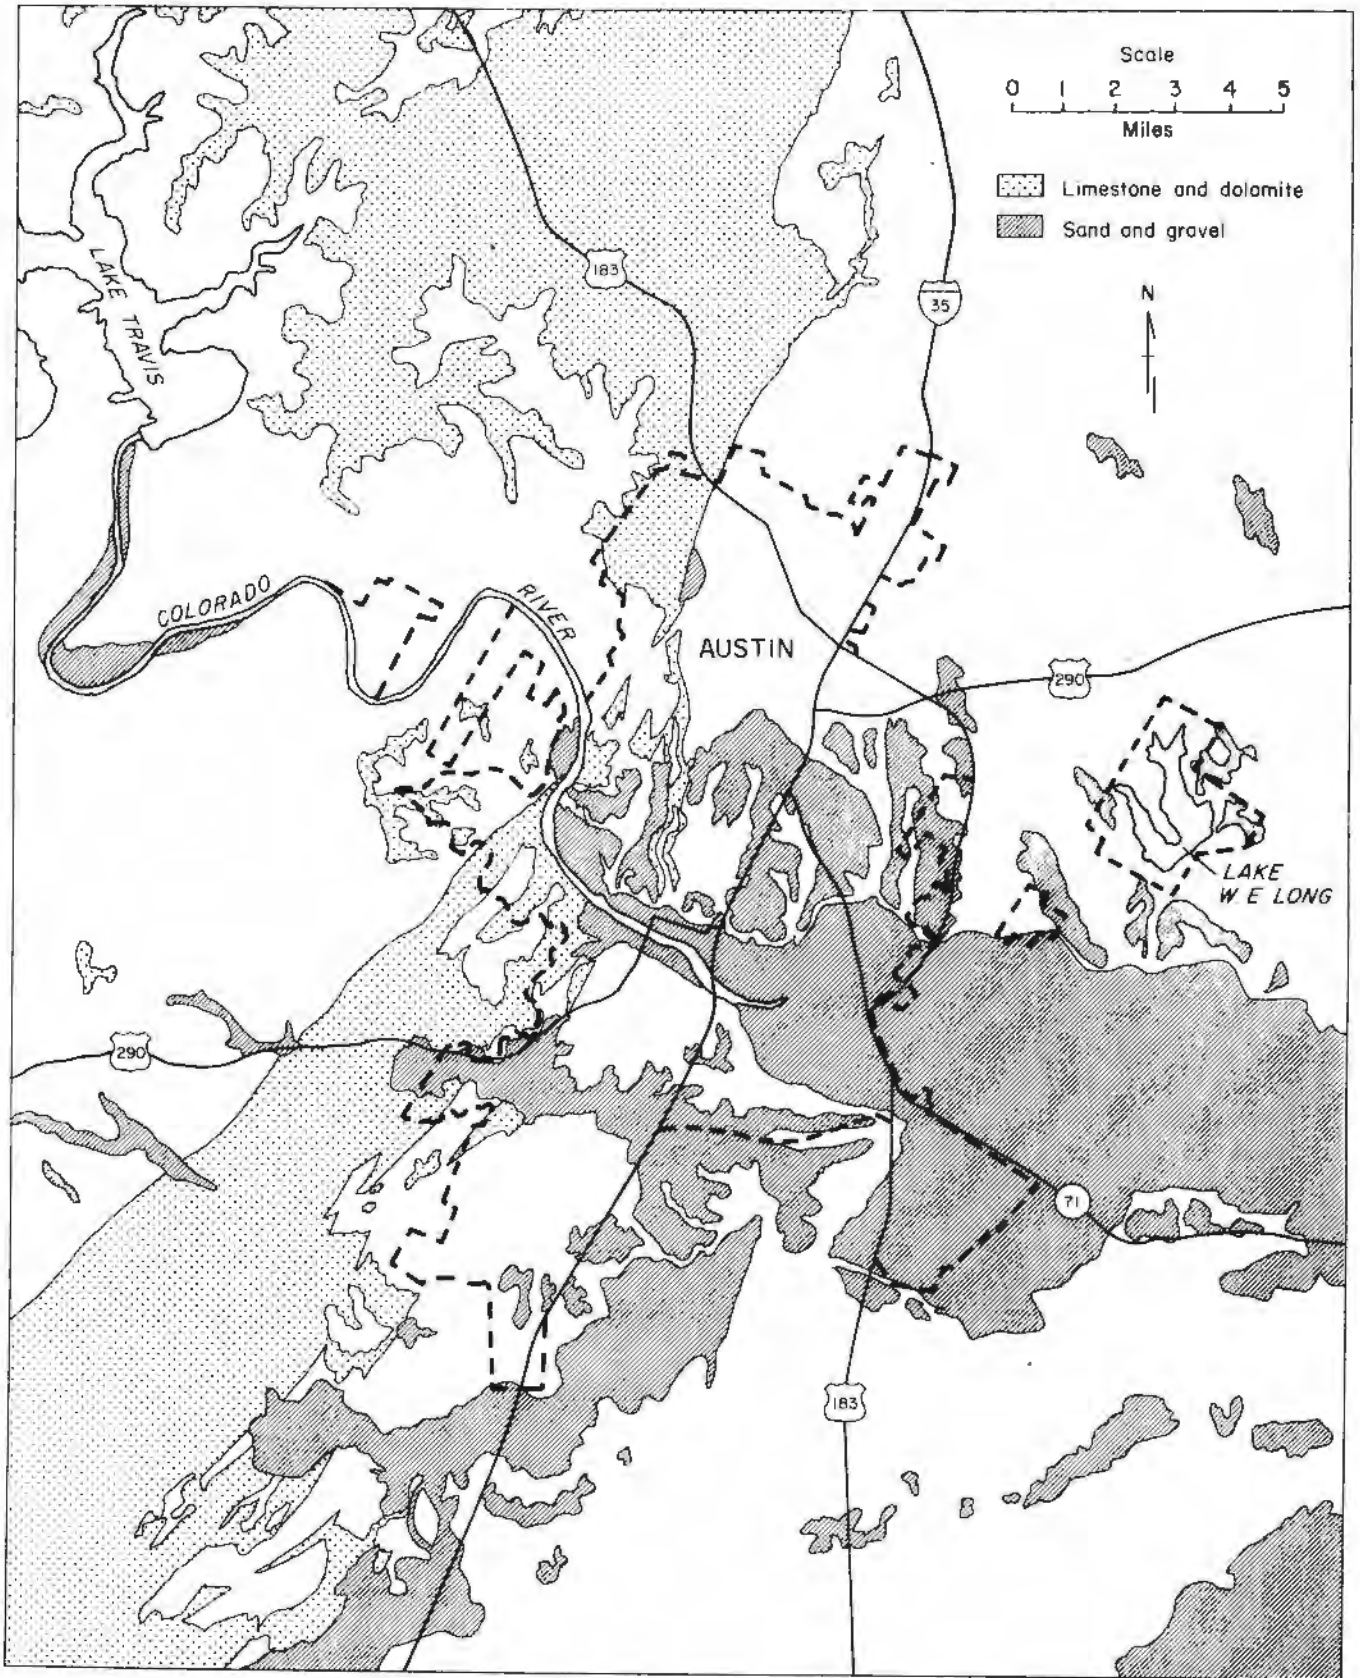 Scale
0 1 2 3 4 5
Miles
Limestone and dolomite
Sand and gravel
N
183
35
LAKE TRAVIS
COLORADO
RIVER
AUSTIN
290
LAKE
W E LONG
290
71
183